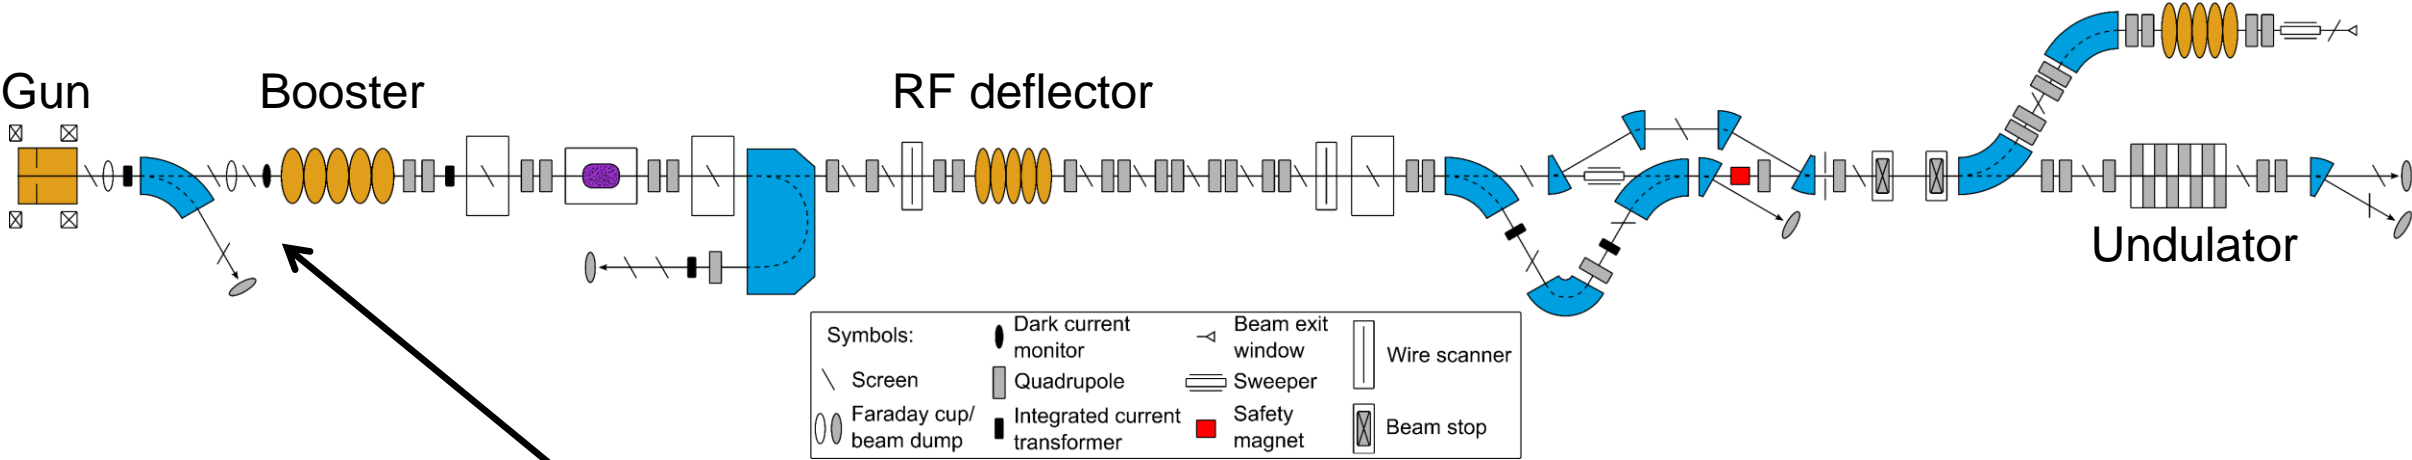 Gun
Booster
RF deflector
Undulator
Symbols:
Screen
Faraday cup/
beam dump
Dark current
monitor
Quadrupole
Integrated current
transformer
Beam exit
window
Sweeper
Safety
magnet
Wire scanner
Beam stop